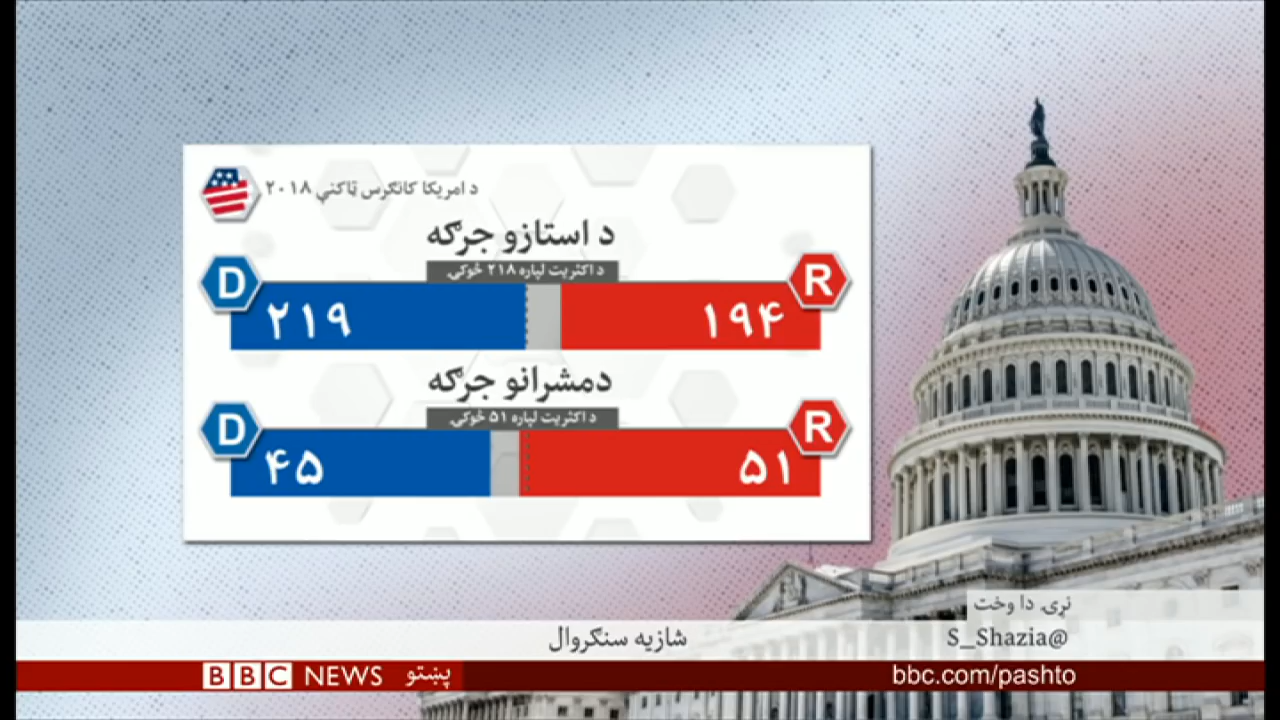 د امریکا کانګرس ټاکنې ۲۰۱۸
د استازو جرګه
د اکثریت لپاره ۲۱۸ څوکۍ
D
R
۲۱۹
۱۹۴
دمشرانو جرګه
د اکثریت لپاره ۵۱ څوکۍ
D
R
۴۵
۵۱
نړۍ دا وخت
شازیه سنګروال
S_Shazia@
BBC NEWS پښتو
bbc.com/pashto